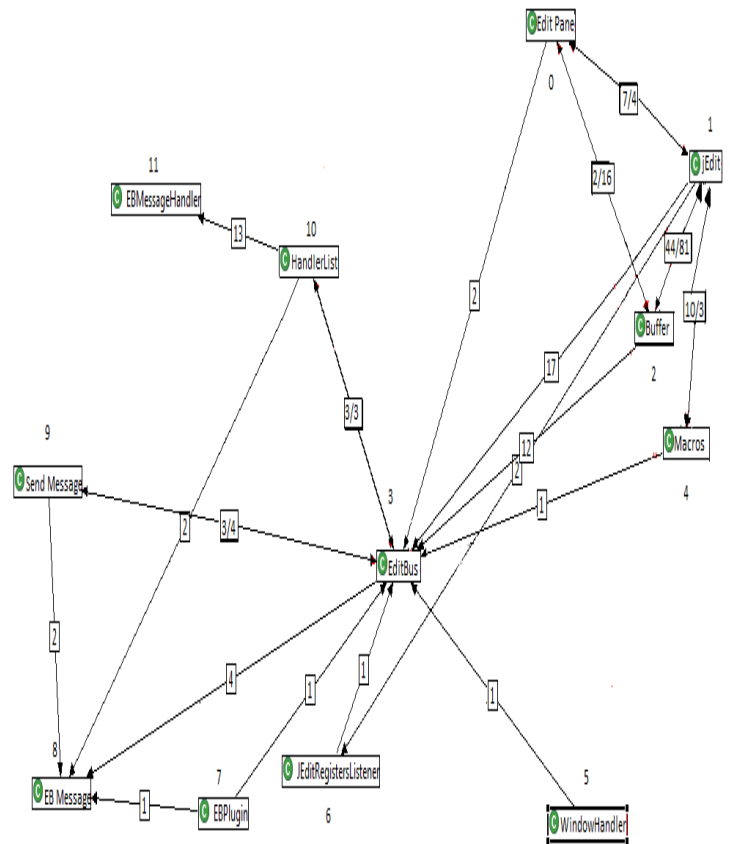 C Edit Pane
0
7/4
1
C jEdit
11
C EBMessageHandler
2/16
10
13
C HandlerList
44/81
2
10/3
C Buffer
17
2
3/3
9
12
C Macros
2
C Send Message
3
4
2
3/4
1
C EditBus
2
4
1
1
1
8
7
C JEditRegistersListener
5
C EB Message
1
C EBPlugin
6
C WindowHandler